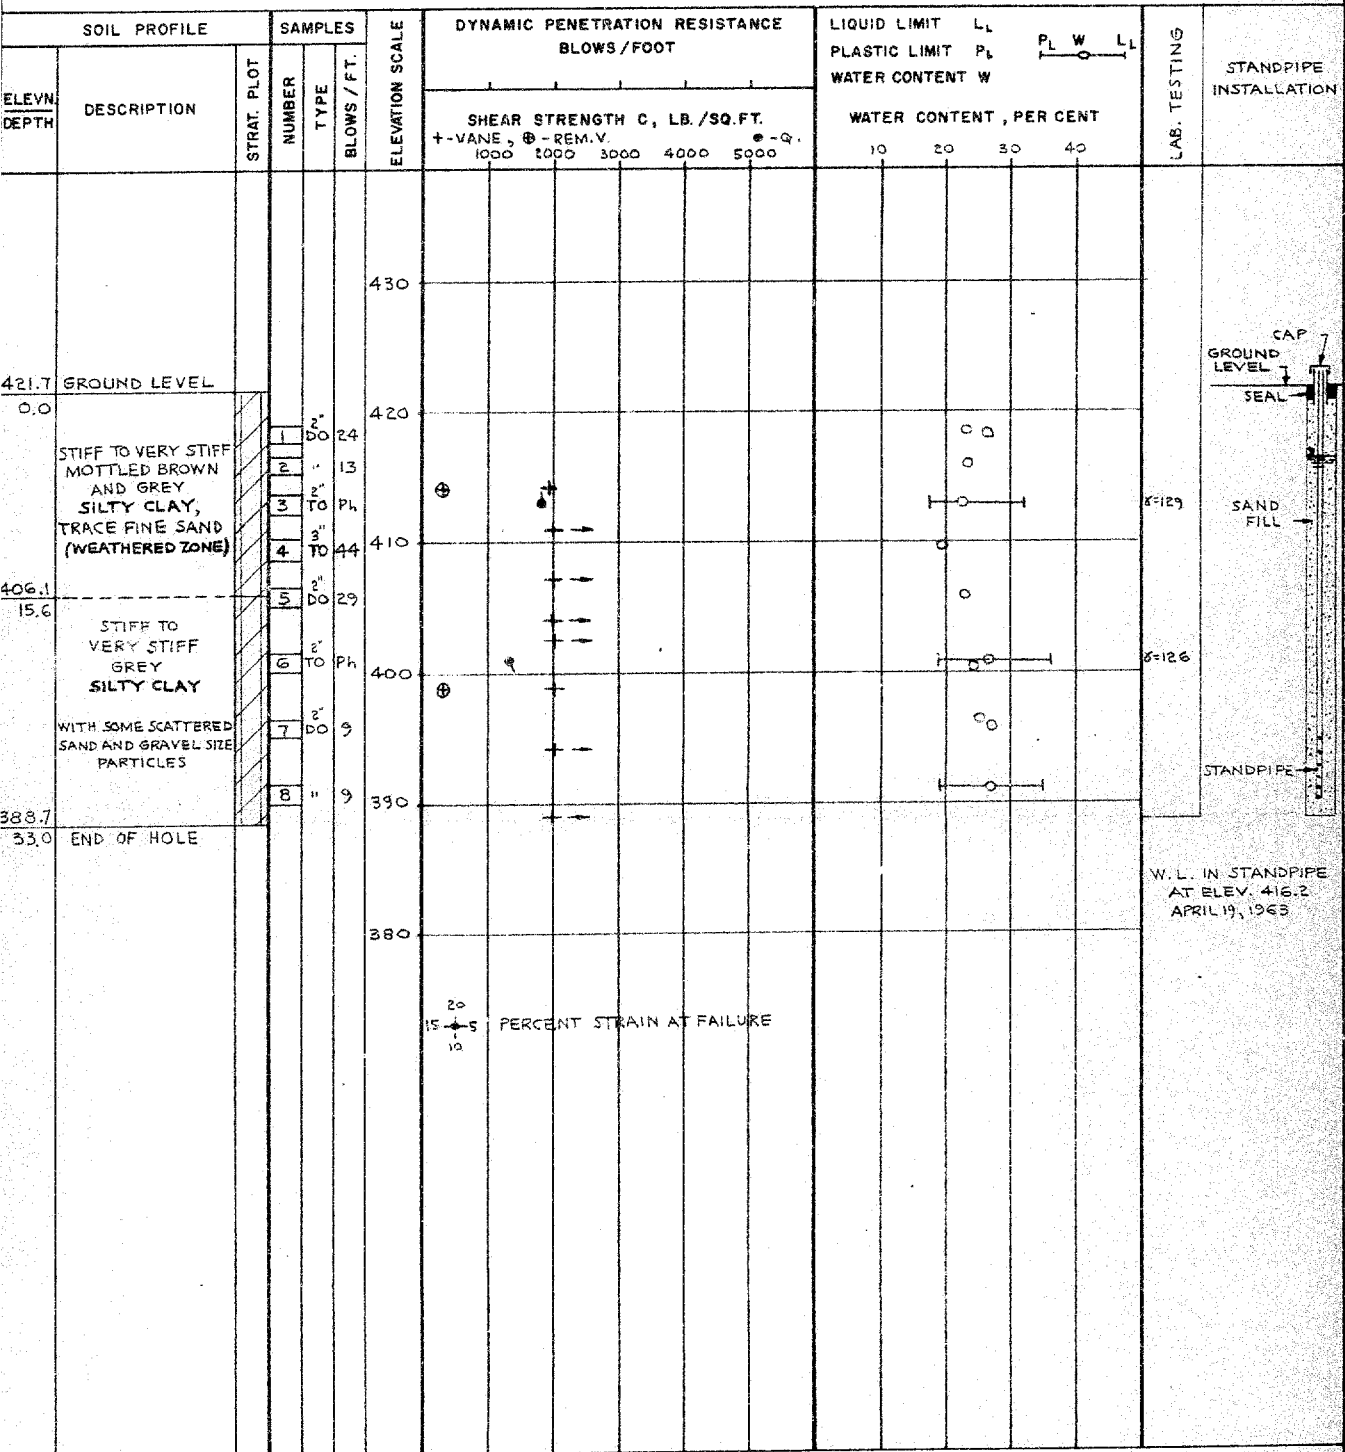 SOIL PROFILE
SAMPLES
ELEVN.
DEPTH
DESCRIPTION
STRAT. PLOT
NUMBER
TYPE
BLOWS / FT.
ELEVATION SCALE
DYNAMIC PENETRATION RESISTANCE
BLOWS / FOOT
SHEAR STRENGTH C, LB./SQ.FT.
+-VANE, ⊕-REM.V. ●-Q.
1000 2000 3000 4000 5000
LIQUID LIMIT LL
PLASTIC LIMIT PL
WATER CONTENT W
PL W LL
WATER CONTENT, PER CENT
10 20 30 40
LAB. TESTING
STANDPIPE
INSTALLATION
430
421.7 GROUND LEVEL
0.0
420
STIFF TO VERY STIFF
MOTTLED BROWN
AND GREY
SILTY CLAY,
TRACE FINE SAND
(WEATHERED ZONE)
1 2" DO 24
2 " 13
3 2" TO Ph
4 3" TO 44
410
406.1
15.6
5 2" DO 29
STIFF TO
VERY STIFF
GREY
SILTY CLAY
6 2" TO Ph
400
WITH SOME SCATTERED
SAND AND GRAVEL SIZE
PARTICLES
7 2" DO 9
8 " 9
390
388.7
33.0 END OF HOLE
380
γ=129
γ=126
CAP
GROUND
LEVEL
SEAL
SAND
FILL
STANDPIPE
W.L. IN STANDPIPE
AT ELEV. 416.2
APRIL 19, 1963
20
15 5 PERCENT STRAIN AT FAILURE
10